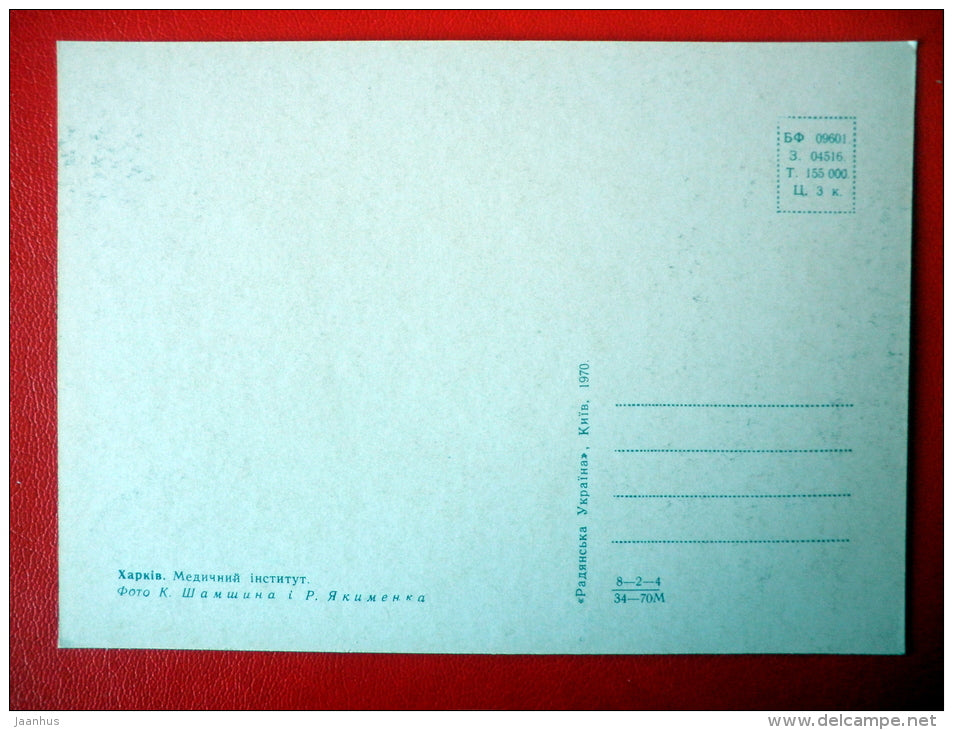 БФ 09601.
З. 04516.
Т. 155 000.
Ц. 3 к.
«Радянська Україна», Київ, 1970.
Харків. Медичний інститут.
Фото К. Шамшина і Р. Якименка
8—2—4
34—70М
jaanhus
delcampe.net